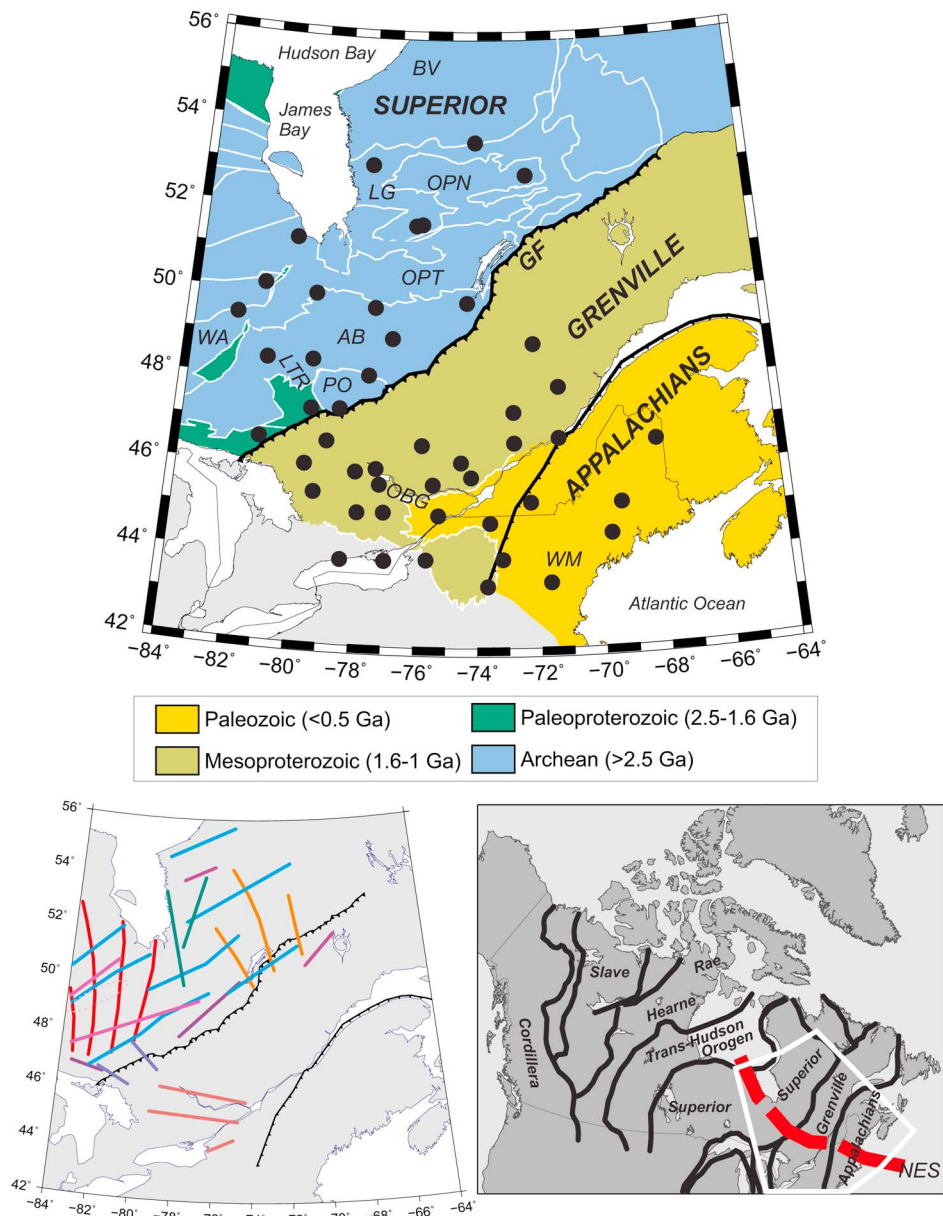 56˚
54˚
52˚
50˚
48˚
46˚
44˚
42˚
Hudson Bay
BV
SUPERIOR
James
Bay
LG
OPN
OPT
GF
GRENVILLE
WA
AB
LTR
PO
APPALACHIANS
OBG
WM
Atlantic Ocean
−84˚
−82˚
−80˚
−78˚
−76˚
−74˚
−72˚
−70˚
−68˚
−66˚
−64˚
Paleozoic (<0.5 Ga)
Paleoproterozoic (2.5-1.6 Ga)
Mesoproterozoic (1.6-1 Ga)
Archean (>2.5 Ga)
56˚
54˚
52˚
50˚
48˚
46˚
44˚
42˚
−84˚
−82˚
−80˚
−72˚
−70˚
−68˚
−66˚
−64˚
Slave
Rae
Hearne
Cordillera
Trans-Hudson
Orogen
Superior
Superior
Grenville
Appalachians
NES